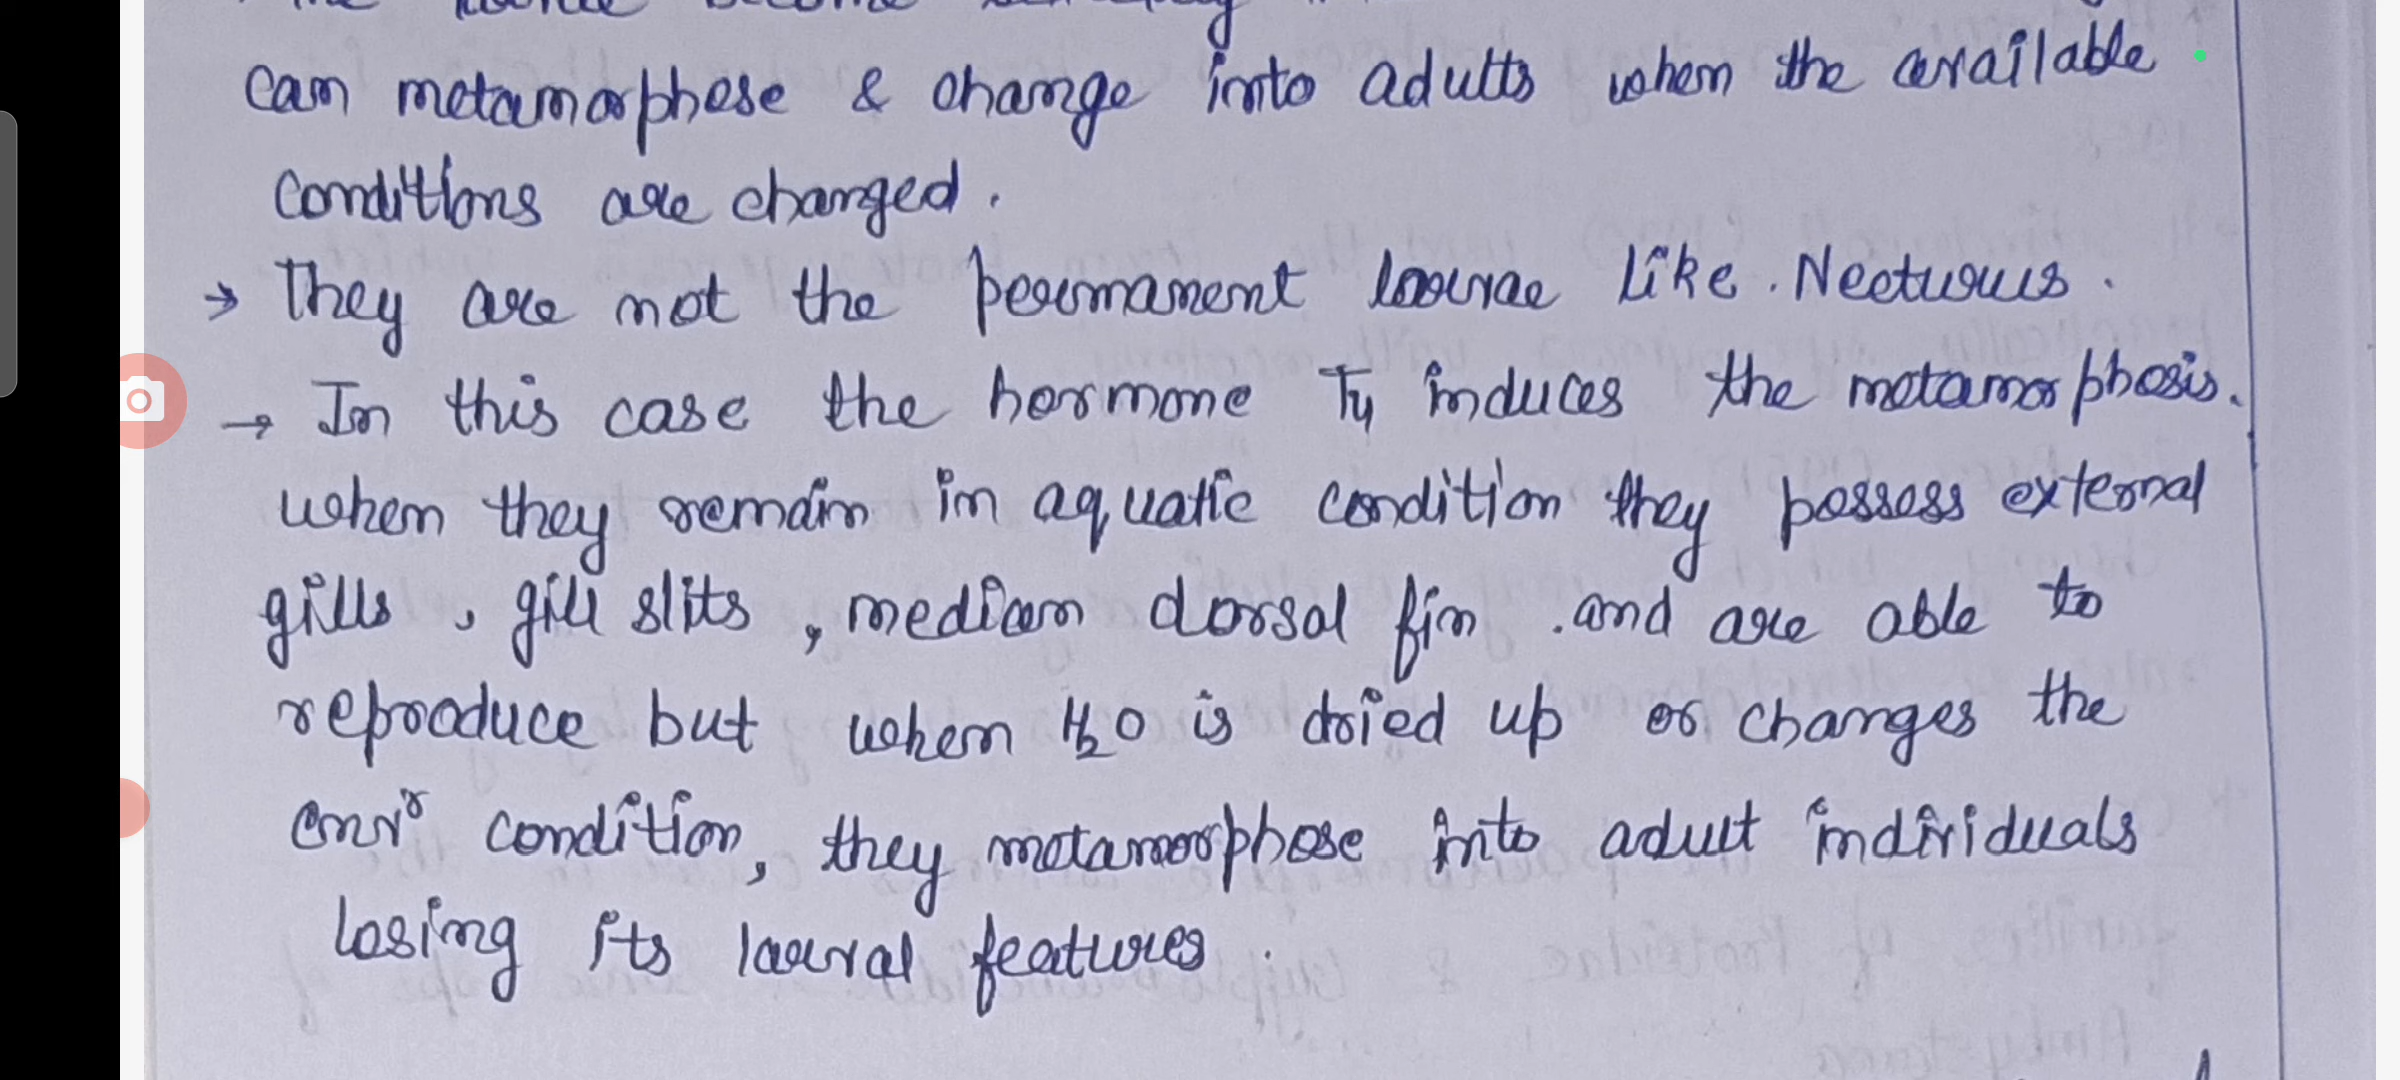 can metamorphose & change into adults when the available
conditions are changed.
→ They are not the permanent larvae like. Necturus.
→ In this case the hormone T4 induces the metamorphosis.
when they remain in aquatic condition they possess external
gills, gill slits, median dorsal fin .and are able to
reproduce but when H2O is dried up or changes the
envr condition, they metamorphose into adult individuals
losing its larval features.